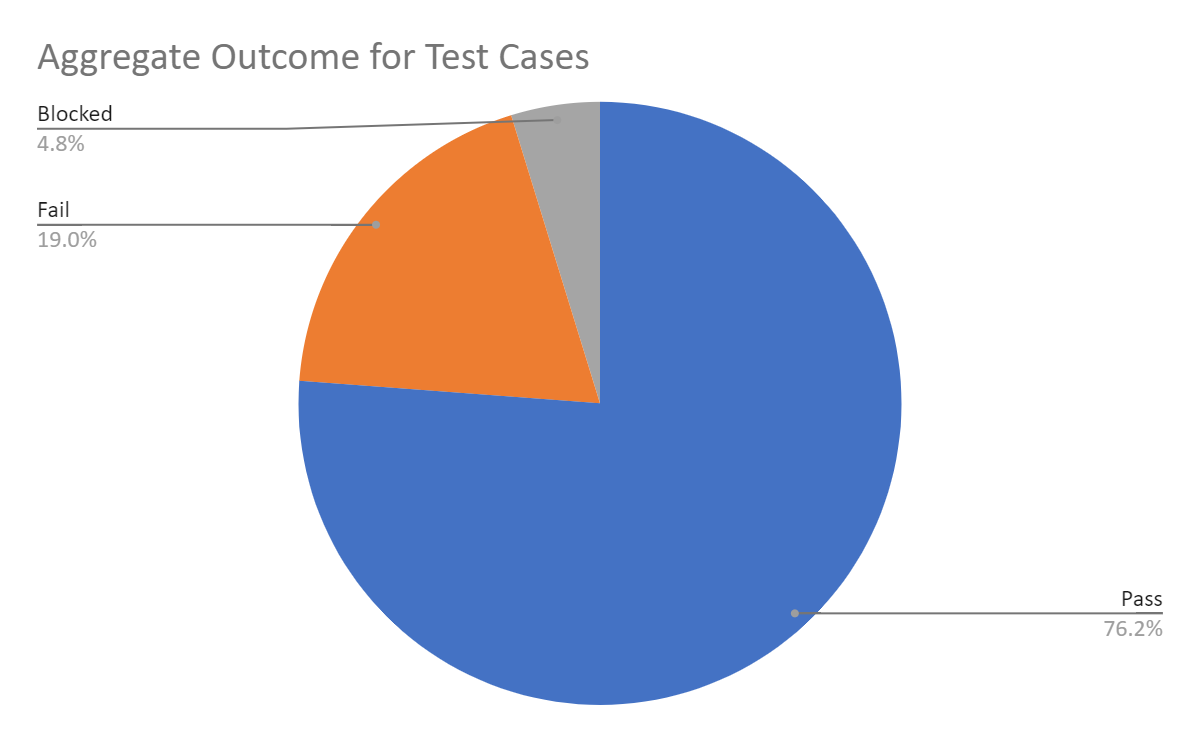 Aggregate Outcome for Test Cases
Blocked
4.8%
Fail
19.0%
Pass
76.2%